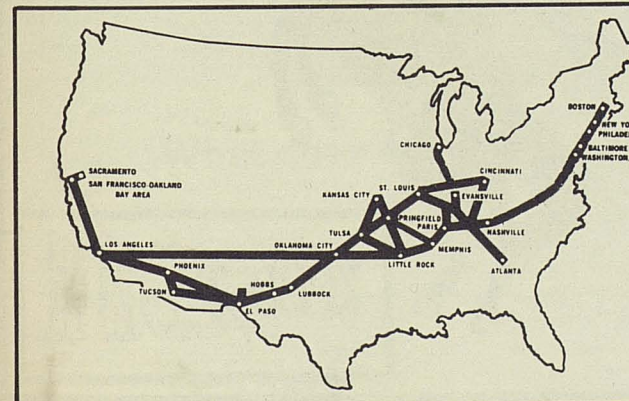 BOSTON
NEW YO
PHILADE
BALTIMORE
WASHINGTON,
CHICAGO
SACRAMENTO
SAN FRANCISCO-OAKLAND
BAY AREA
CINCINNATI
ST. LOUIS
KANSAS CITY
EVANSVILLE
SPRINGFIELD
PARIS
TULSA
NASHVILLE
LOS ANGELES
OKLAHOMA CITY
MEMPHIS
PHOENIX
LITTLE ROCK
ATLANTA
HOBBS
TUCSON
LUBBOCK
EL PASO